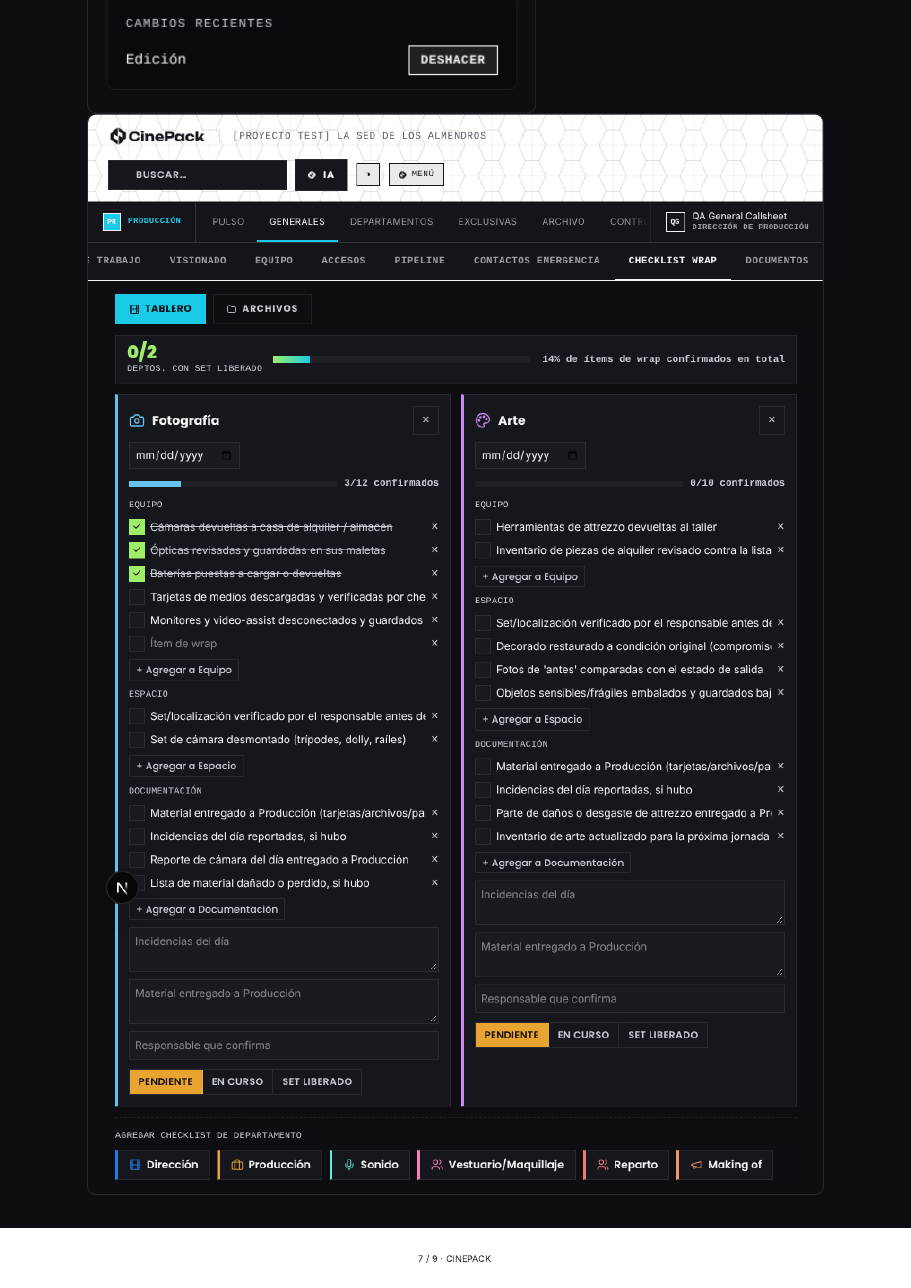 CAMBIOS RECIENTES
Edición
DESHACER
CinePack
[PROYECTO TEST] LA SED DE LOS ALMENDROS
BUSCAR…
IA
MENÚ
PR
PRODUCCIÓN
PULSO
GENERALES
DEPARTAMENTOS
EXCLUSIVAS
ARCHIVO
CONTR
QG
QA General Callsheet
DIRECCIÓN DE PRODUCCIÓN
E TRABAJO
VISIONADO
EQUIPO
ACCESOS
PIPELINE
CONTACTOS EMERGENCIA
CHECKLIST WRAP
DOCUMENTOS
TABLERO
ARCHIVOS
0/2
DEPTOS. CON SET LIBERADO
14% de ítems de wrap confirmados en total
Fotografía
×
mm/dd/yyyy
3/12 confirmados
EQUIPO
Cámaras devueltas a casa de alquiler / almacén ×
Ópticas revisadas y guardadas en sus maletas ×
Baterías puestas a cargar o devueltas ×
Tarjetas de medios descargadas y verificadas por che ×
Monitores y video-assist desconectados y guardados ×
Ítem de wrap ×
+ Agregar a Equipo
ESPACIO
Set/localización verificado por el responsable antes de ×
Set de cámara desmontado (trípodes, dolly, raíles) ×
+ Agregar a Espacio
DOCUMENTACIÓN
Material entregado a Producción (tarjetas/archivos/pa ×
Incidencias del día reportadas, si hubo ×
Reporte de cámara del día entregado a Producción ×
Lista de material dañado o perdido, si hubo ×
N
+ Agregar a Documentación
Incidencias del día
Material entregado a Producción
Responsable que confirma
PENDIENTE
EN CURSO
SET LIBERADO
Arte
×
mm/dd/yyyy
0/10 confirmados
EQUIPO
Herramientas de attrezzo devueltas al taller ×
Inventario de piezas de alquiler revisado contra la lista ×
+ Agregar a Equipo
ESPACIO
Set/localización verificado por el responsable antes de ×
Decorado restaurado a condición original (compromis ×
Fotos de 'antes' comparadas con el estado de salida ×
Objetos sensibles/frágiles embalados y guardados baj ×
+ Agregar a Espacio
DOCUMENTACIÓN
Material entregado a Producción (tarjetas/archivos/pa ×
Incidencias del día reportadas, si hubo ×
Parte de daños o desgaste de attrezzo entregado a Pr ×
Inventario de arte actualizado para la próxima jornada ×
+ Agregar a Documentación
Incidencias del día
Material entregado a Producción
Responsable que confirma
PENDIENTE
EN CURSO
SET LIBERADO
AGREGAR CHECKLIST DE DEPARTAMENTO
Dirección
Producción
Sonido
Vestuario/Maquillaje
Reparto
Making of
7 / 9 · CINEPACK